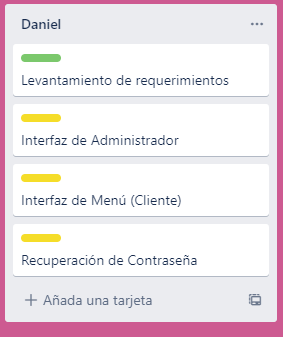 Daniel
Levantamiento de requerimientos
Interfaz de Administrador
Interfaz de Menú (Cliente)
Recuperación de Contraseña
+ Añada una tarjeta